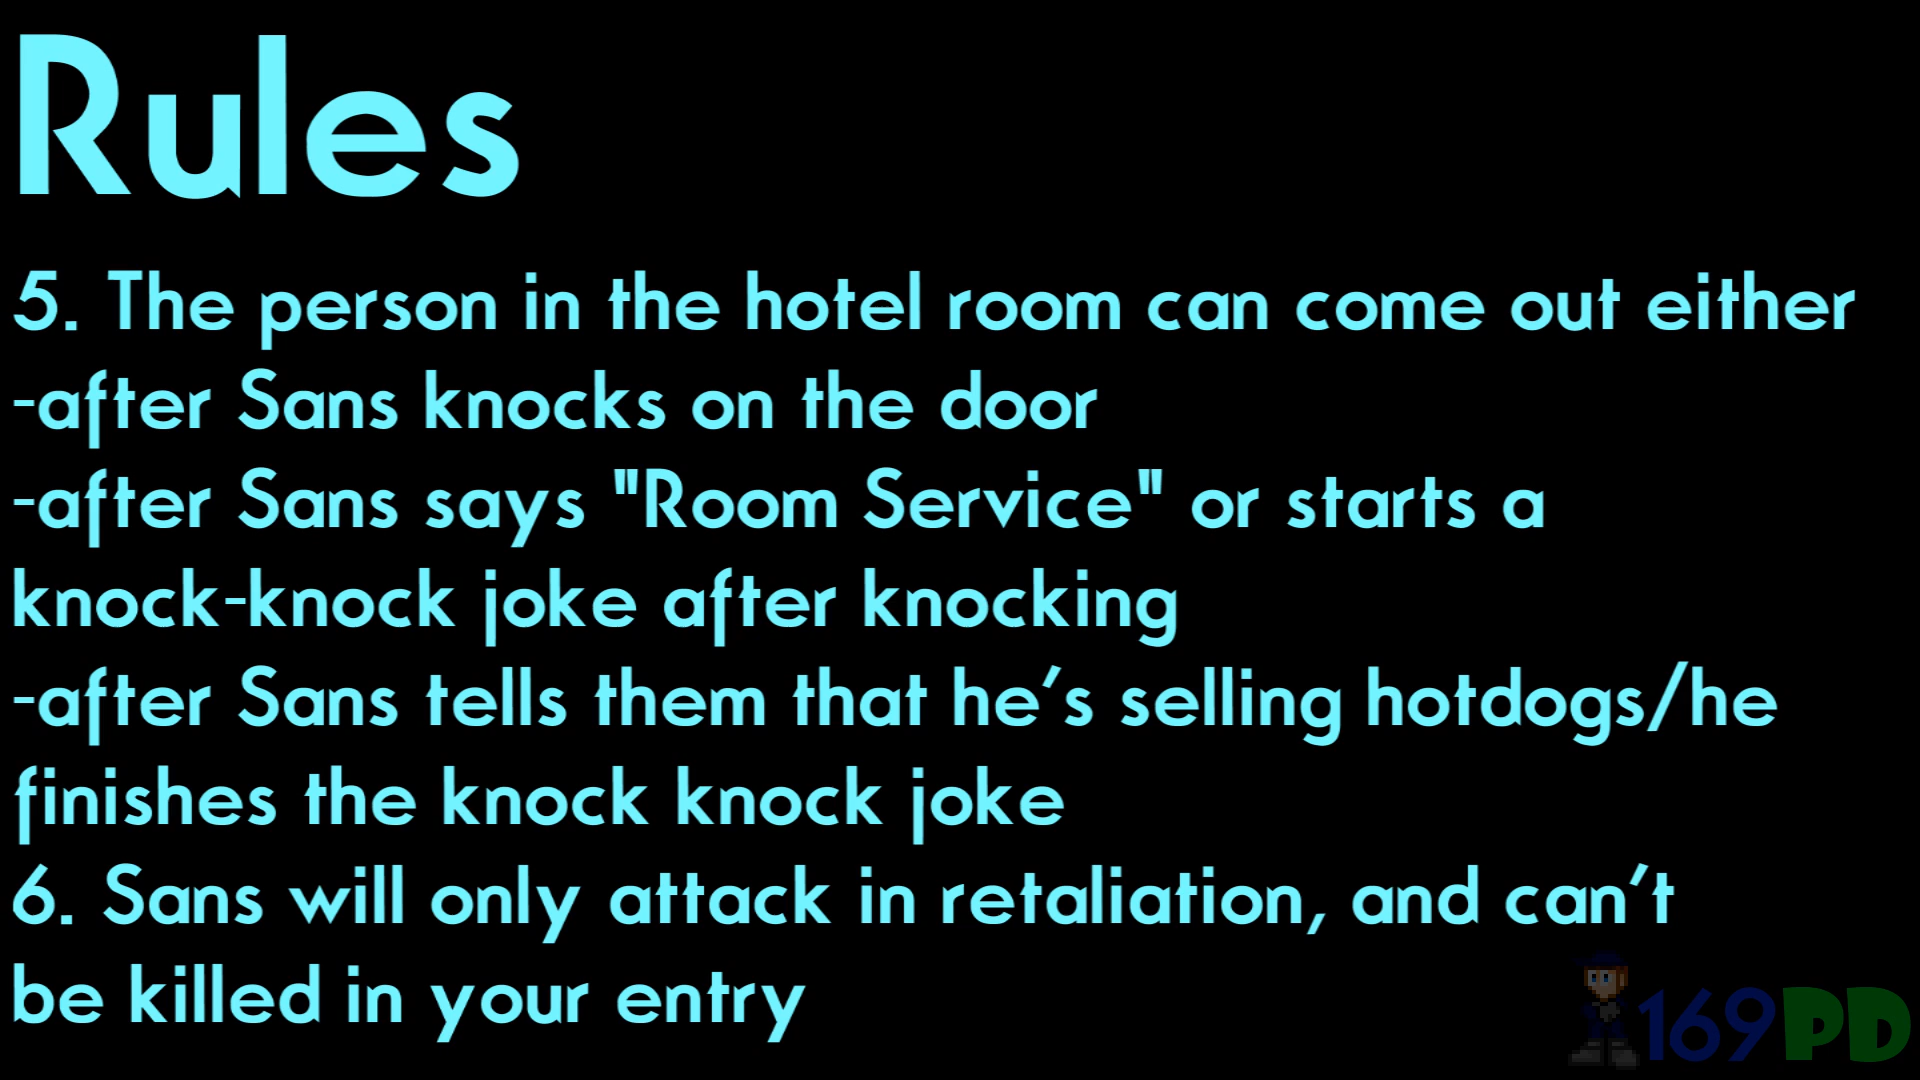 Rules
5. The person in the hotel room can come out either
-after Sans knocks on the door
-after Sans says "Room Service" or starts a
knock-knock joke after knocking
-after Sans tells them that he's selling hotdogs/he
finishes the knock knock joke
6. Sans will only attack in retaliation, and can't
be killed in your entry
169PD